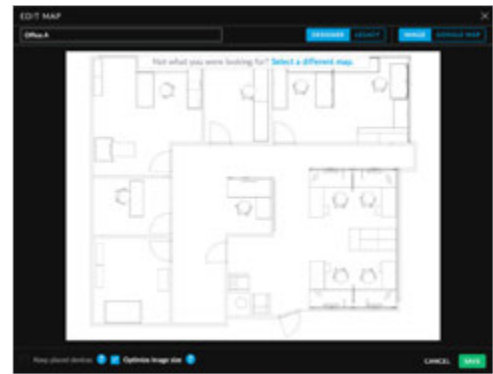 EDIT MAP
Office A
DESIGNER LEGACY IMAGE GOOGLE MAP
Not what you were looking for? Select a different map.
Keep placed devices ? Optimize image size ?
CANCEL SAVE